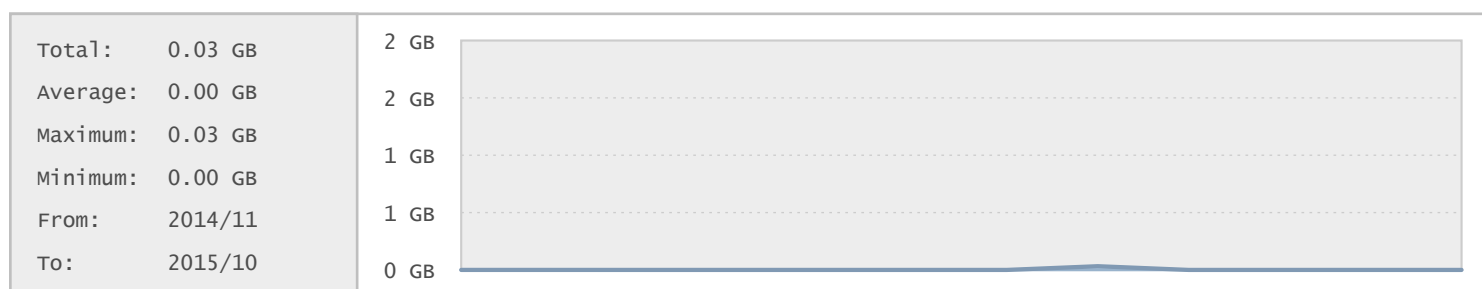 Total: 0.03 GB
Average: 0.00 GB
Maximum: 0.03 GB
Minimum: 0.00 GB
From: 2014/11
To: 2015/10
2 GB
2 GB
1 GB
1 GB
0 GB